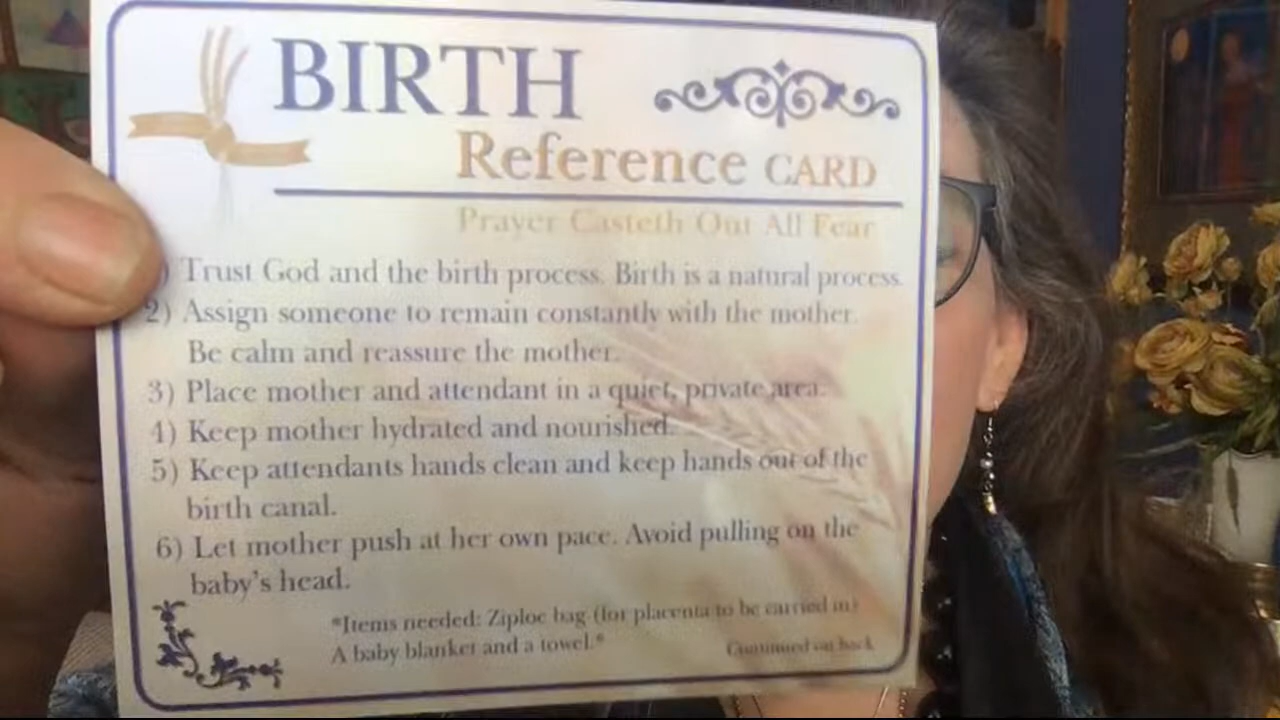 BIRTH
Reference CARD
Prayer Casteth Out All Fear
) Trust God and the birth process. Birth is a natural process.
2) Assign someone to remain constantly with the mother.
Be calm and reassure the mother.
3) Place mother and attendant in a quiet, private area.
4) Keep mother hydrated and nourished.
5) Keep attendants hands clean and keep hands out of the
birth canal.
6) Let mother push at her own pace. Avoid pulling on the
baby's head.
*Items needed: Ziploc bag (for placenta to be carried in)
A baby blanket and a towel.*
Continued on back